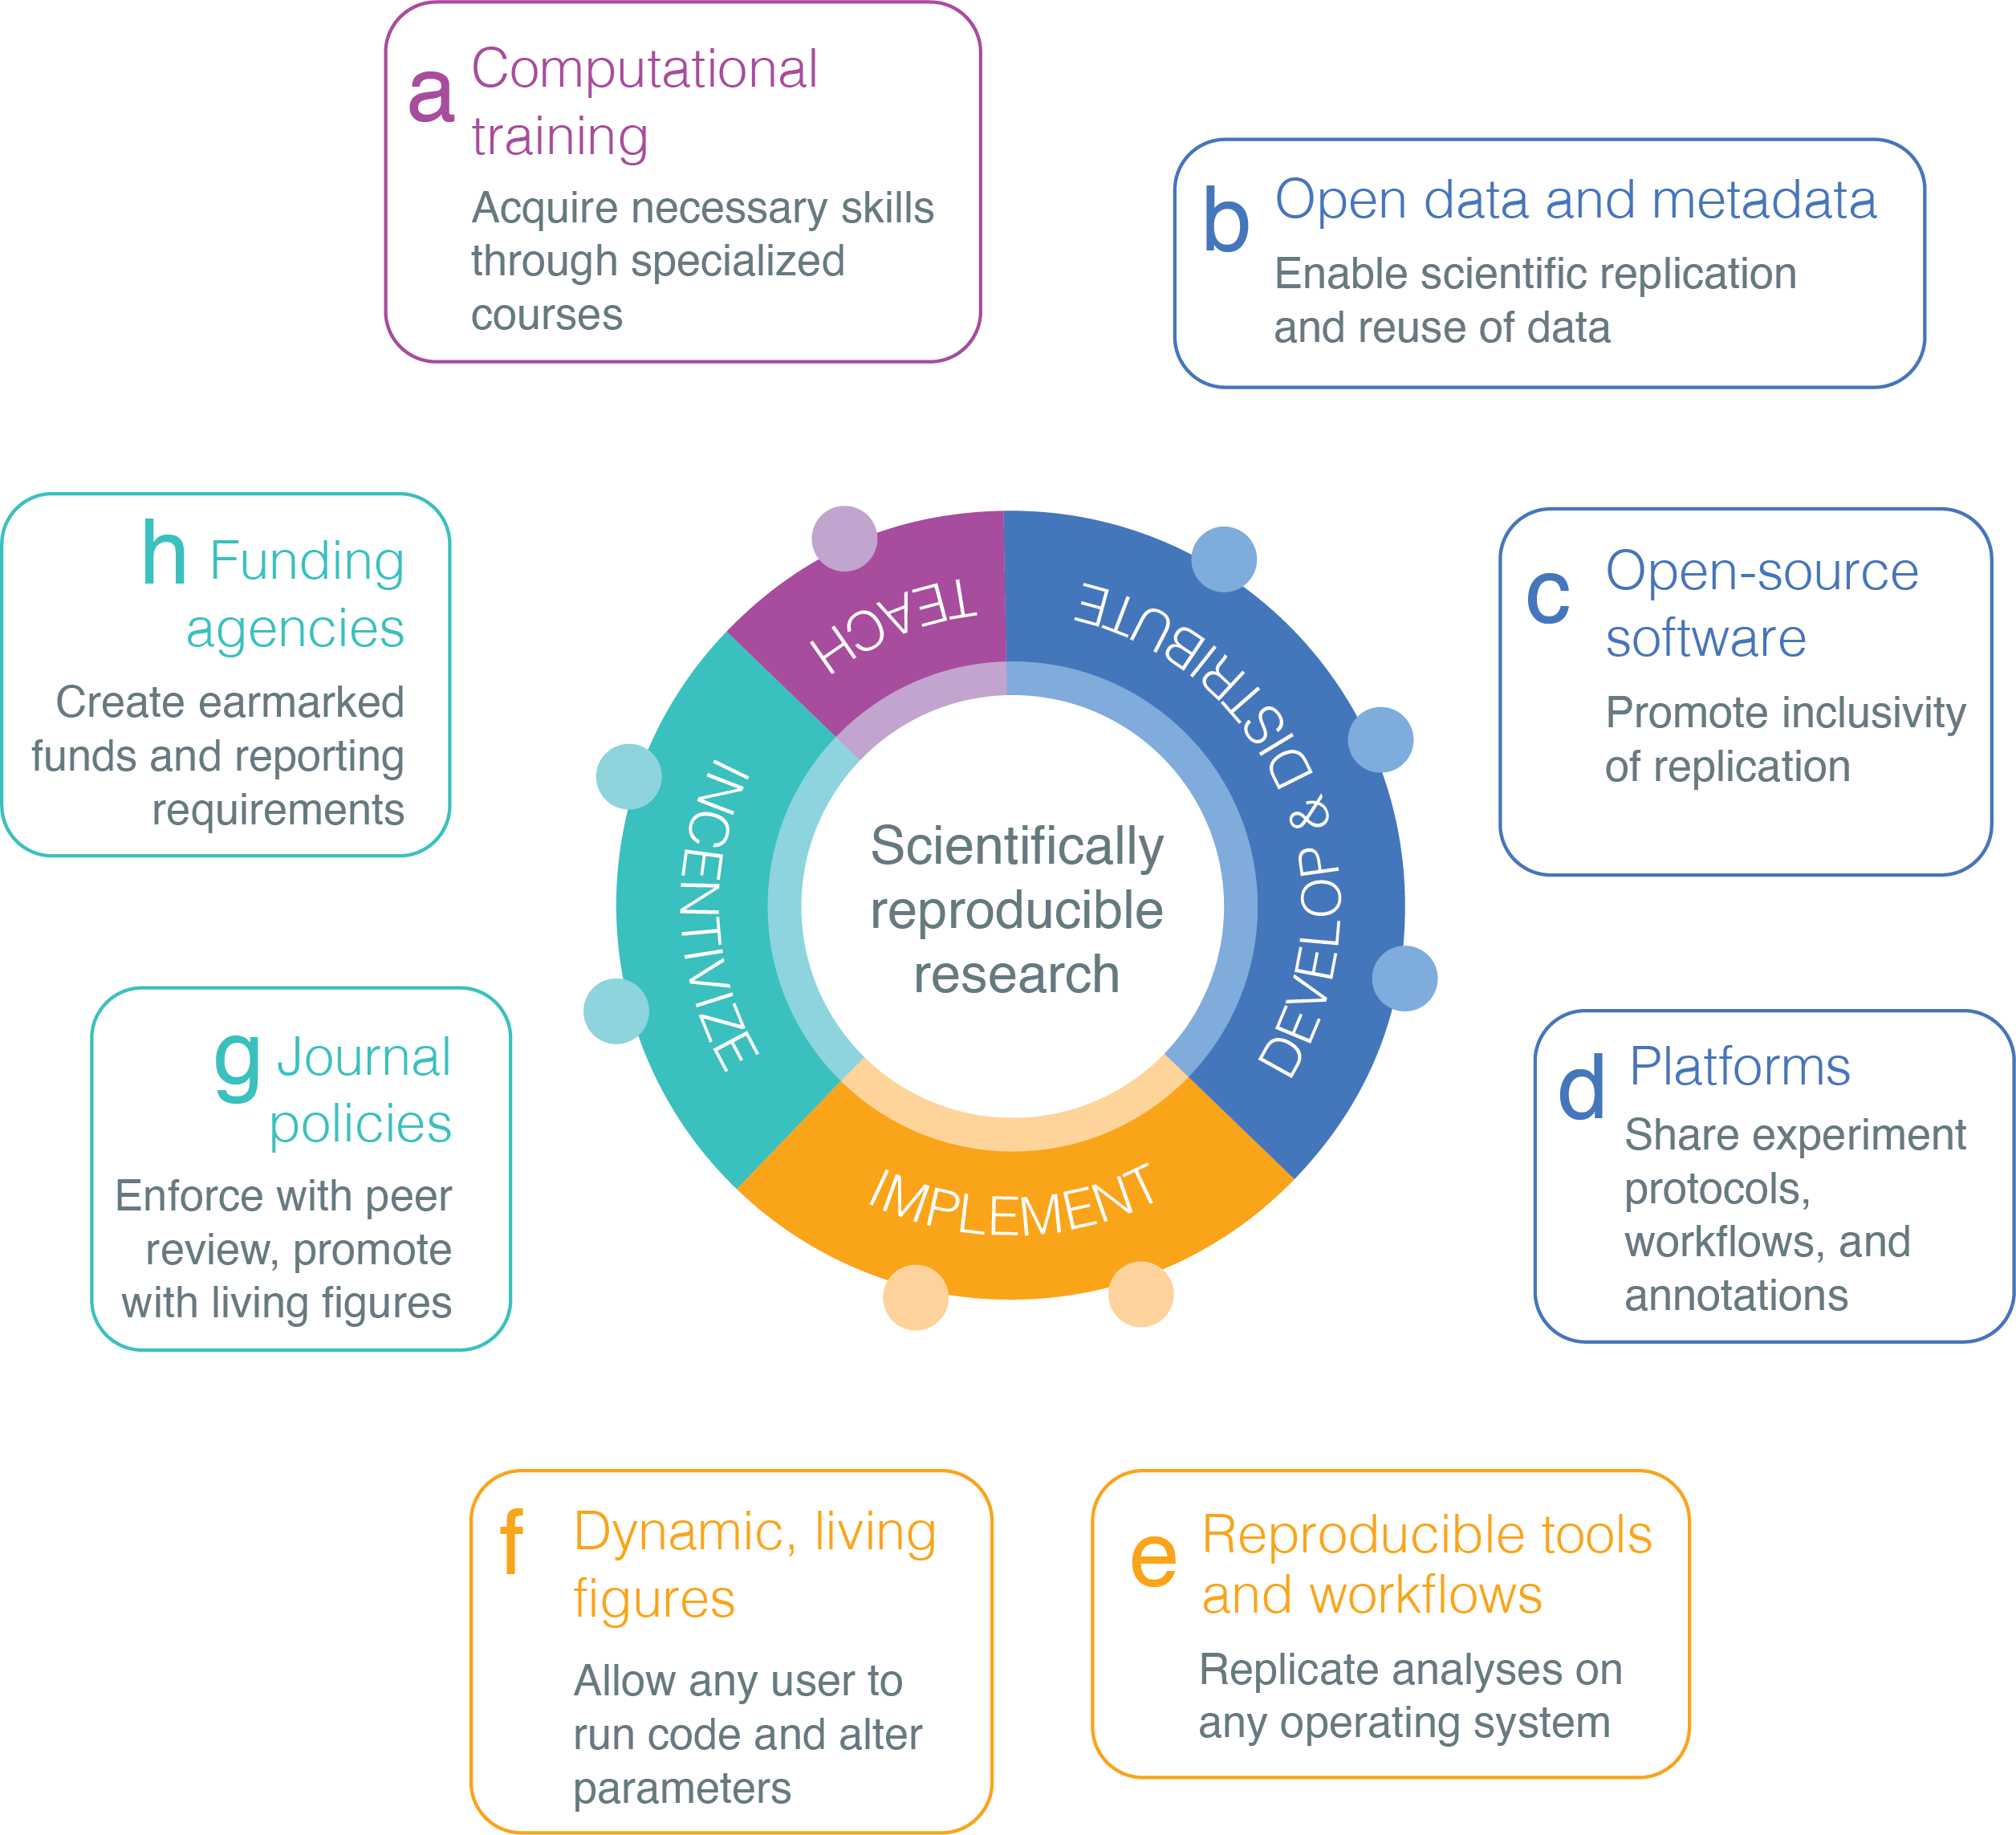 a Computational
training
Acquire necessary skills
through specialized
courses
b Open data and metadata
Enable scientific replication
and reuse of data
c Open-source
software
Promote inclusivity
of replication
d Platforms
Share experiment
protocols,
workflows, and
annotations
e Reproducible tools
and workflows
Replicate analyses on
any operating system
f Dynamic, living
figures
Allow any user to
run code and alter
parameters
g Journal
policies
Enforce with peer
review, promote
with living figures
h Funding
agencies
Create earmarked
funds and reporting
requirements
TEACH
DEVELOP & DISTRIBUTE
IMPLEMENT
INCENTIVIZE
Scientifically
reproducible
research